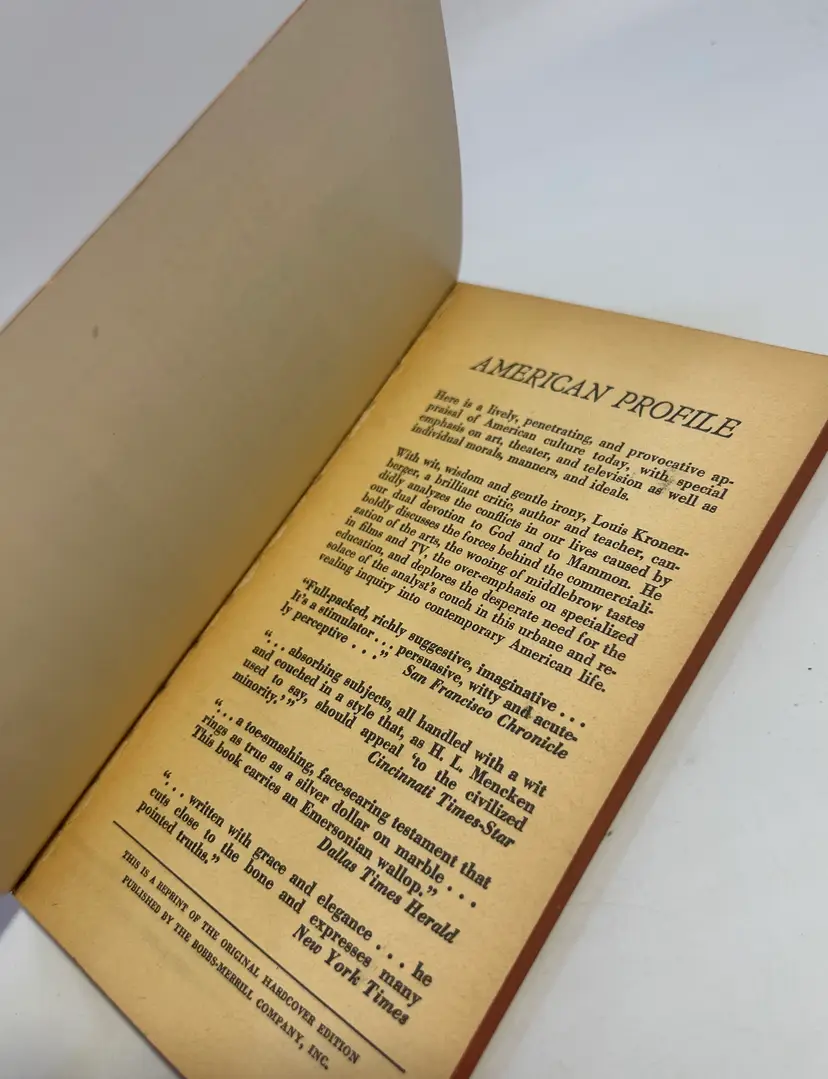 AMERICAN PROFILE
Here is a lively, penetrating, and provocative ap-
praisal of American culture today, with special
emphasis on art, theater, and television as well as
individual morals, manners, and ideals.
With wit, wisdom and gentle irony, Louis Kronen-
berger, a brilliant critic, author and teacher, can-
didly analyzes the conflicts in our lives caused by
our dual devotion to God and to Mammon. He
boldly discusses the forces behind the commerciali-
zation of the arts, the wooing of middlebrow tastes
in films and TV, the over-emphasis on specialized
education, and deplores the desperate need for the
solace of the analyst's couch in this urbane and re-
vealing inquiry into contemporary American life.
"Full-packed, richly suggestive, imaginative . . .
It's a stimulator . . . persuasive, witty and acute-
ly perceptive . . ."
San Francisco Chronicle
". . . absorbing subjects, all handled with a wit
and couched in a style that, as H. L. Mencken
used to say, should appeal 'to the civilized
minority.'"
Cincinnati Times-Star
". . . a toe-smashing, face-searing testament that
rings as true as a silver dollar on marble . . .
This book carries an Emersonian wallop."
Dallas Times Herald
". . . written with grace and elegance . . . he
cuts close to the bone and expresses many
pointed truths."
New York Times
THIS IS A REPRINT OF THE ORIGINAL HARDCOVER EDITION
PUBLISHED BY THE BOBBS-MERRILL COMPANY, INC.